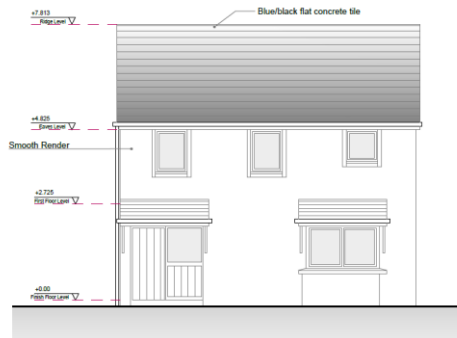 +7.813
Ridge Level
Blue/black flat concrete tile
+4.825
Eaves Level
Smooth Render
+2.725
First Floor Level
+0.00
Finish Floor Level